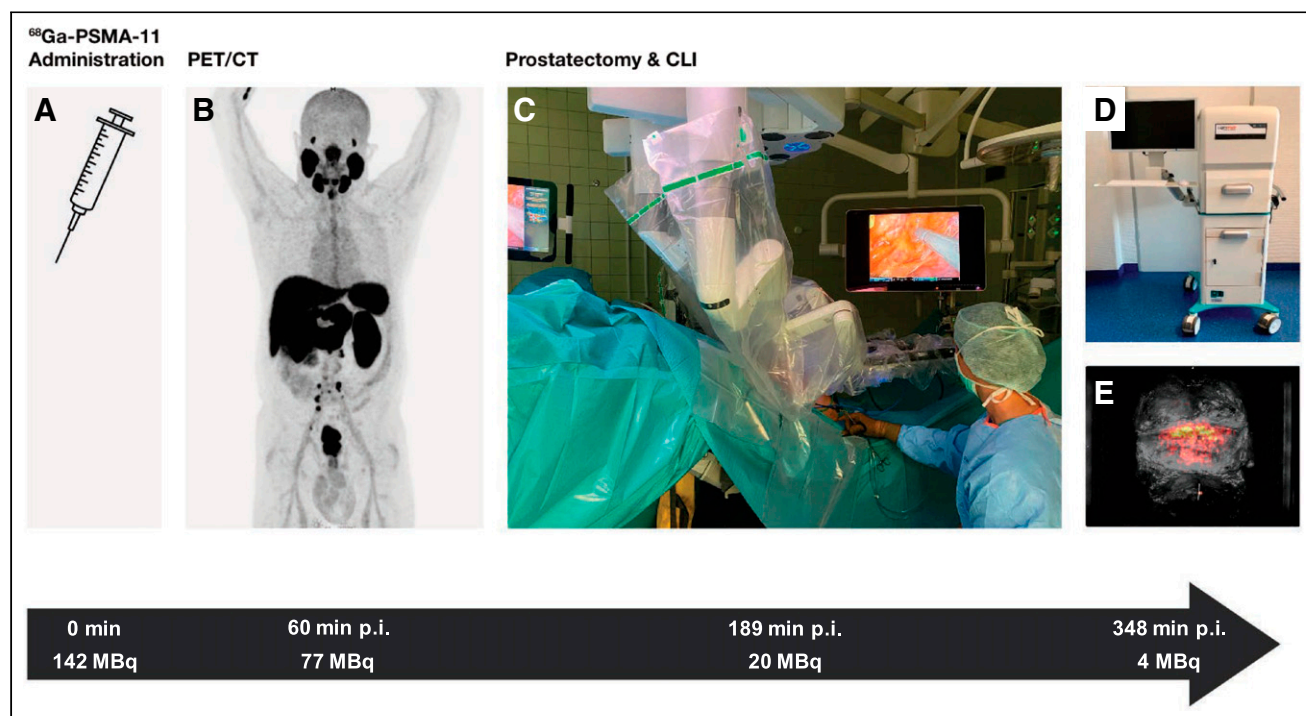 ⁶⁸Ga-PSMA-11
Administration
PET/CT
Prostatectomy & CLI
A
B
C
D
E
0 min
60 min p.i.
189 min p.i.
348 min p.i.
142 MBq
77 MBq
20 MBq
4 MBq